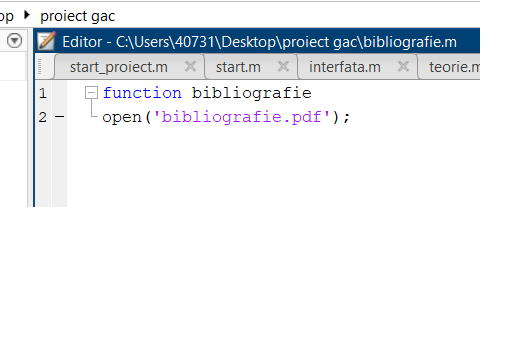 op ▸ proiect gac
Editor - C:\Users\40731\Desktop\proiect gac\bibliografie.m
start_proiect.m × start.m × interfata.m × teorie.m
1 function bibliografie
2 – open('bibliografie.pdf');